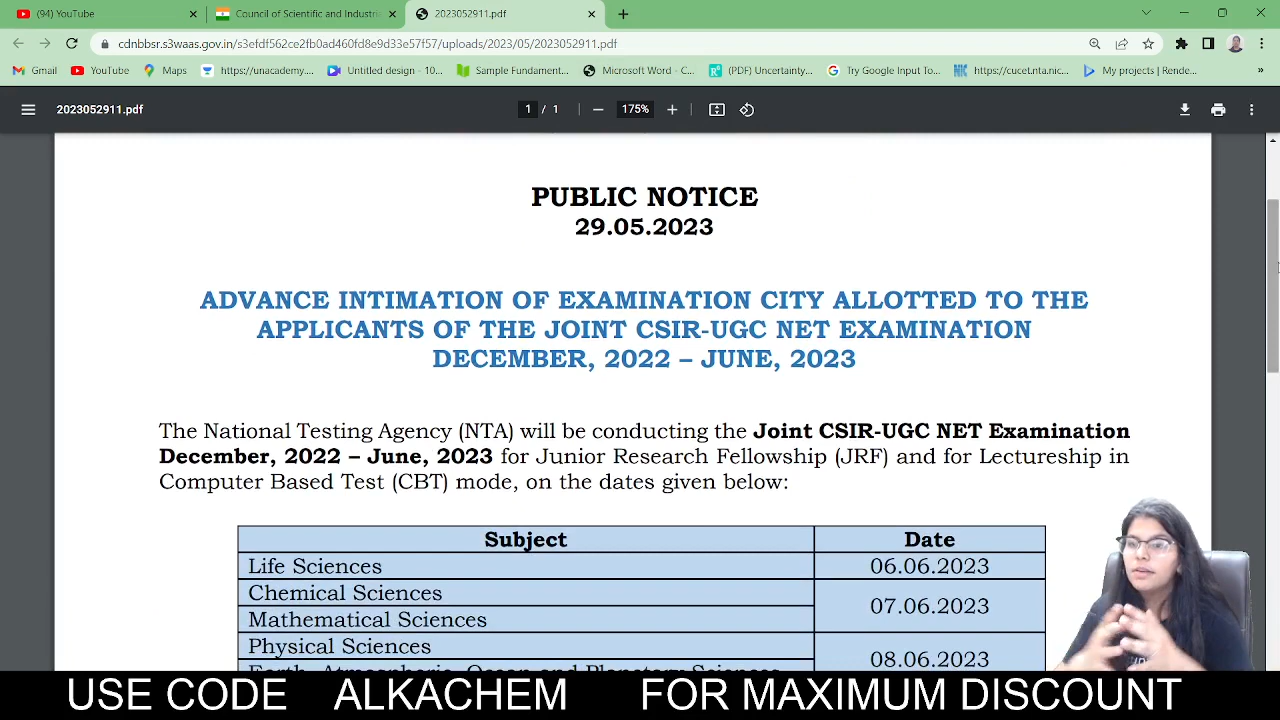 (94) YouTube
Council of Scientific and Industri
2023052911.pdf
cdnbbsr.s3waas.gov.in/s3efdf562ce2fb0ad460fd8e9d33e57f57/uploads/2023/05/2023052911.pdf
Gmail
YouTube
Maps
https://unacademy....
Untitled design - 10...
Sample Fundament...
Microsoft Word - C...
(PDF) Uncertainty...
Try Google Input To...
https://cucet.nta.nic...
My projects | Rende...
»
2023052911.pdf
1 / 1
175%
PUBLIC NOTICE
29.05.2023
ADVANCE INTIMATION OF EXAMINATION CITY ALLOTTED TO THE
APPLICANTS OF THE JOINT CSIR-UGC NET EXAMINATION
DECEMBER, 2022 – JUNE, 2023
The National Testing Agency (NTA) will be conducting the Joint CSIR-UGC NET Examination
December, 2022 – June, 2023 for Junior Research Fellowship (JRF) and for Lectureship in
Computer Based Test (CBT) mode, on the dates given below:
Subject Date
Life Sciences 06.06.2023
Chemical Sciences
07.06.2023
Mathematical Sciences
Physical Sciences
08.06.2023
Earth, Atmospheric, Ocean and Planetary Sciences
USE CODE ALKACHEM FOR MAXIMUM DISCOUNT